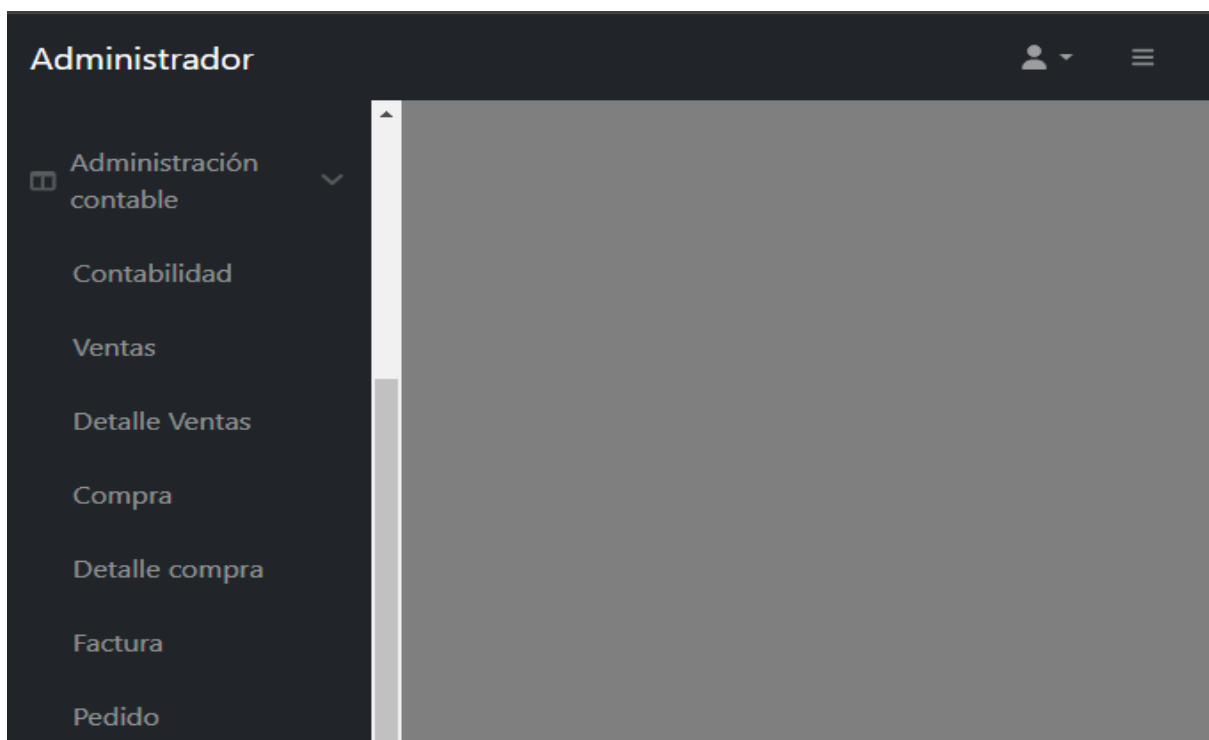 Administrador
Administración
contable
Contabilidad
Ventas
Detalle Ventas
Compra
Detalle compra
Factura
Pedido